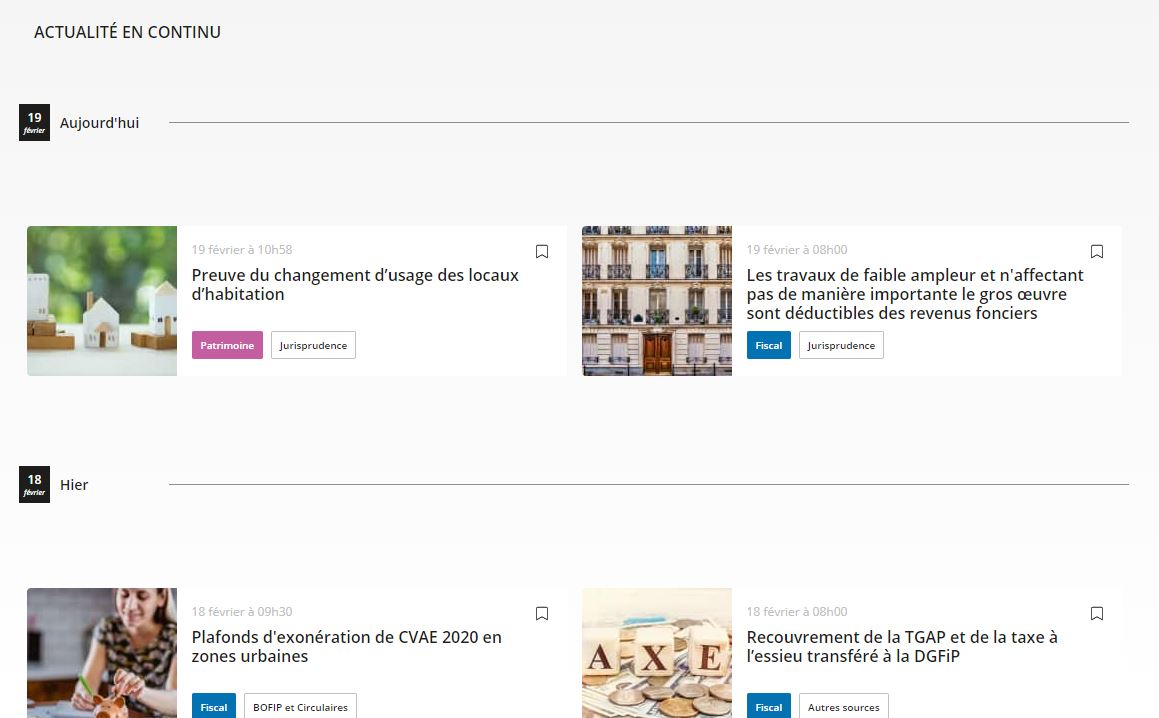 ACTUALITÉ EN CONTINU
19
février
Aujourd'hui
19 février à 10h58
Preuve du changement d’usage des locaux
d’habitation
Patrimoine
Jurisprudence
19 février à 08h00
Les travaux de faible ampleur et n'affectant
pas de manière importante le gros œuvre
sont déductibles des revenus fonciers
Fiscal
Jurisprudence
18
février
Hier
18 février à 09h30
Plafonds d'exonération de CVAE 2020 en
zones urbaines
Fiscal
BOFIP et Circulaires
AXE
18 février à 08h00
Recouvrement de la TGAP et de la taxe à
l’essieu transféré à la DGFiP
Fiscal
Autres sources